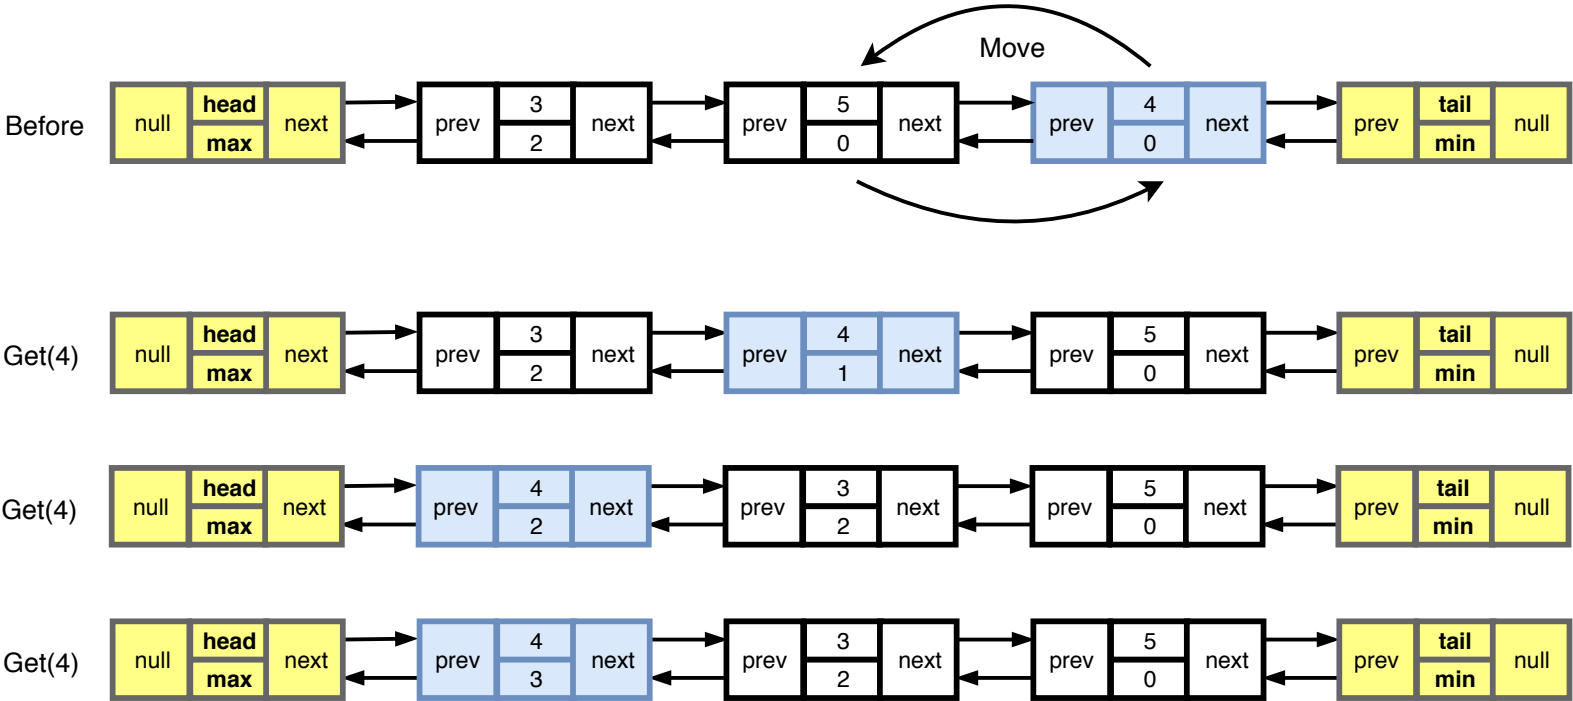 Move
null head max next prev 3 2 next prev 5 0 next prev 4 0 next prev tail min null
Before
null head max next prev 3 2 next prev 4 1 next prev 5 0 next prev tail min null
Get(4)
null head max next prev 4 2 next prev 3 2 next prev 5 0 next prev tail min null
Get(4)
null head max next prev 4 3 next prev 3 2 next prev 5 0 next prev tail min null
Get(4)